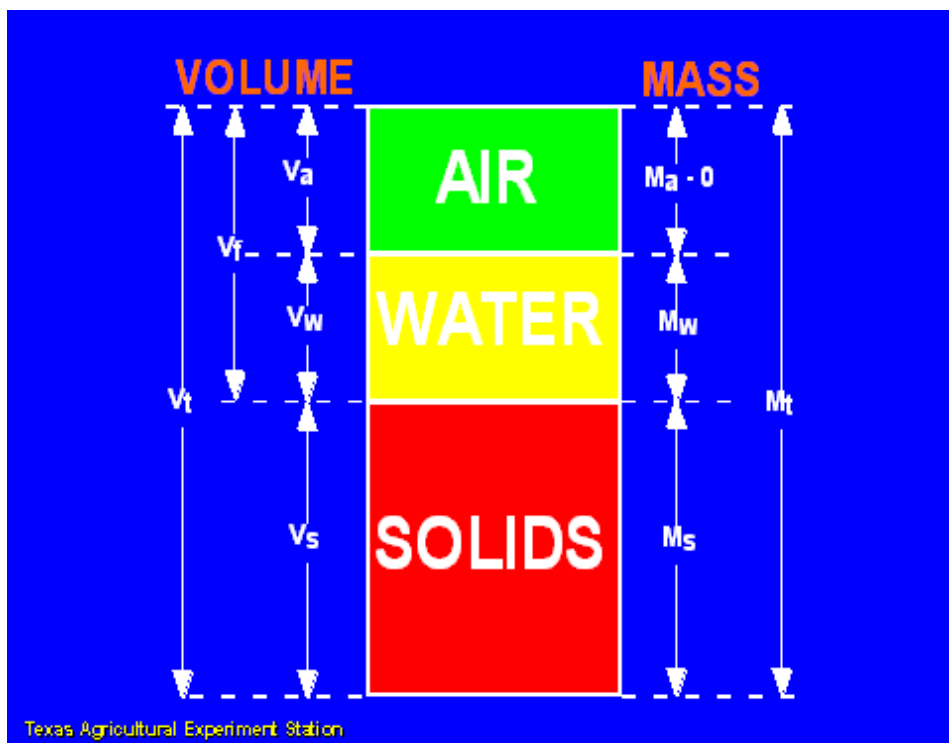 VOLUME MASS
Va AIR Ma - 0
Vf
Vw WATER Mw
Vt Mt
Vs SOLIDS Ms
Texas Agricultural Experiment Station